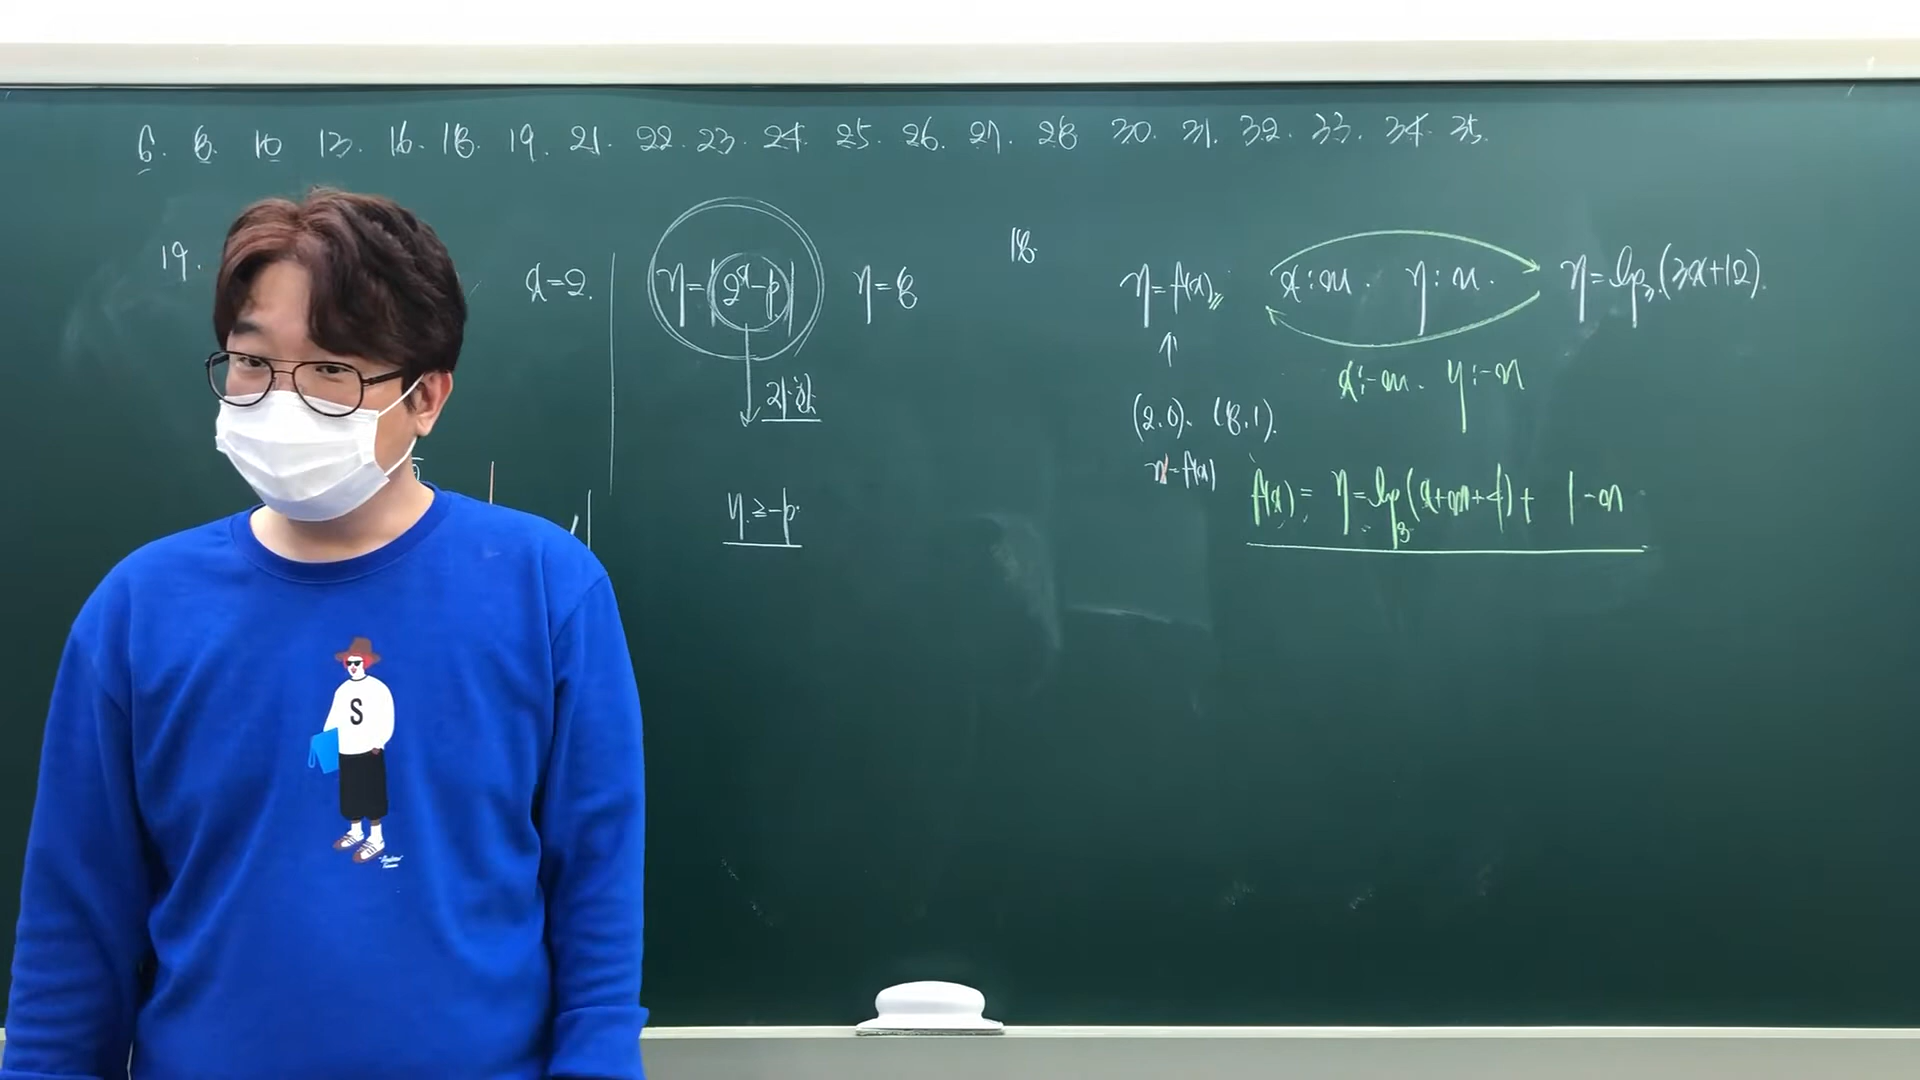 6. 8. 10 13. 16. 18. 19. 21. 22. 23. 24. 25. 26. 27. 28 30. 31. 32. 33. 34. 35.
19.
x=2.
y=|2^x-p|
y=8
y≥-p.
18.
y=f(x)
x:m. y:n.
y=log₃(3x+12).
x:-m. y:-n
(2.0). (8.1).
x=f(x)
f(x)= y=log₃(x+m+4)+ 1-n
S